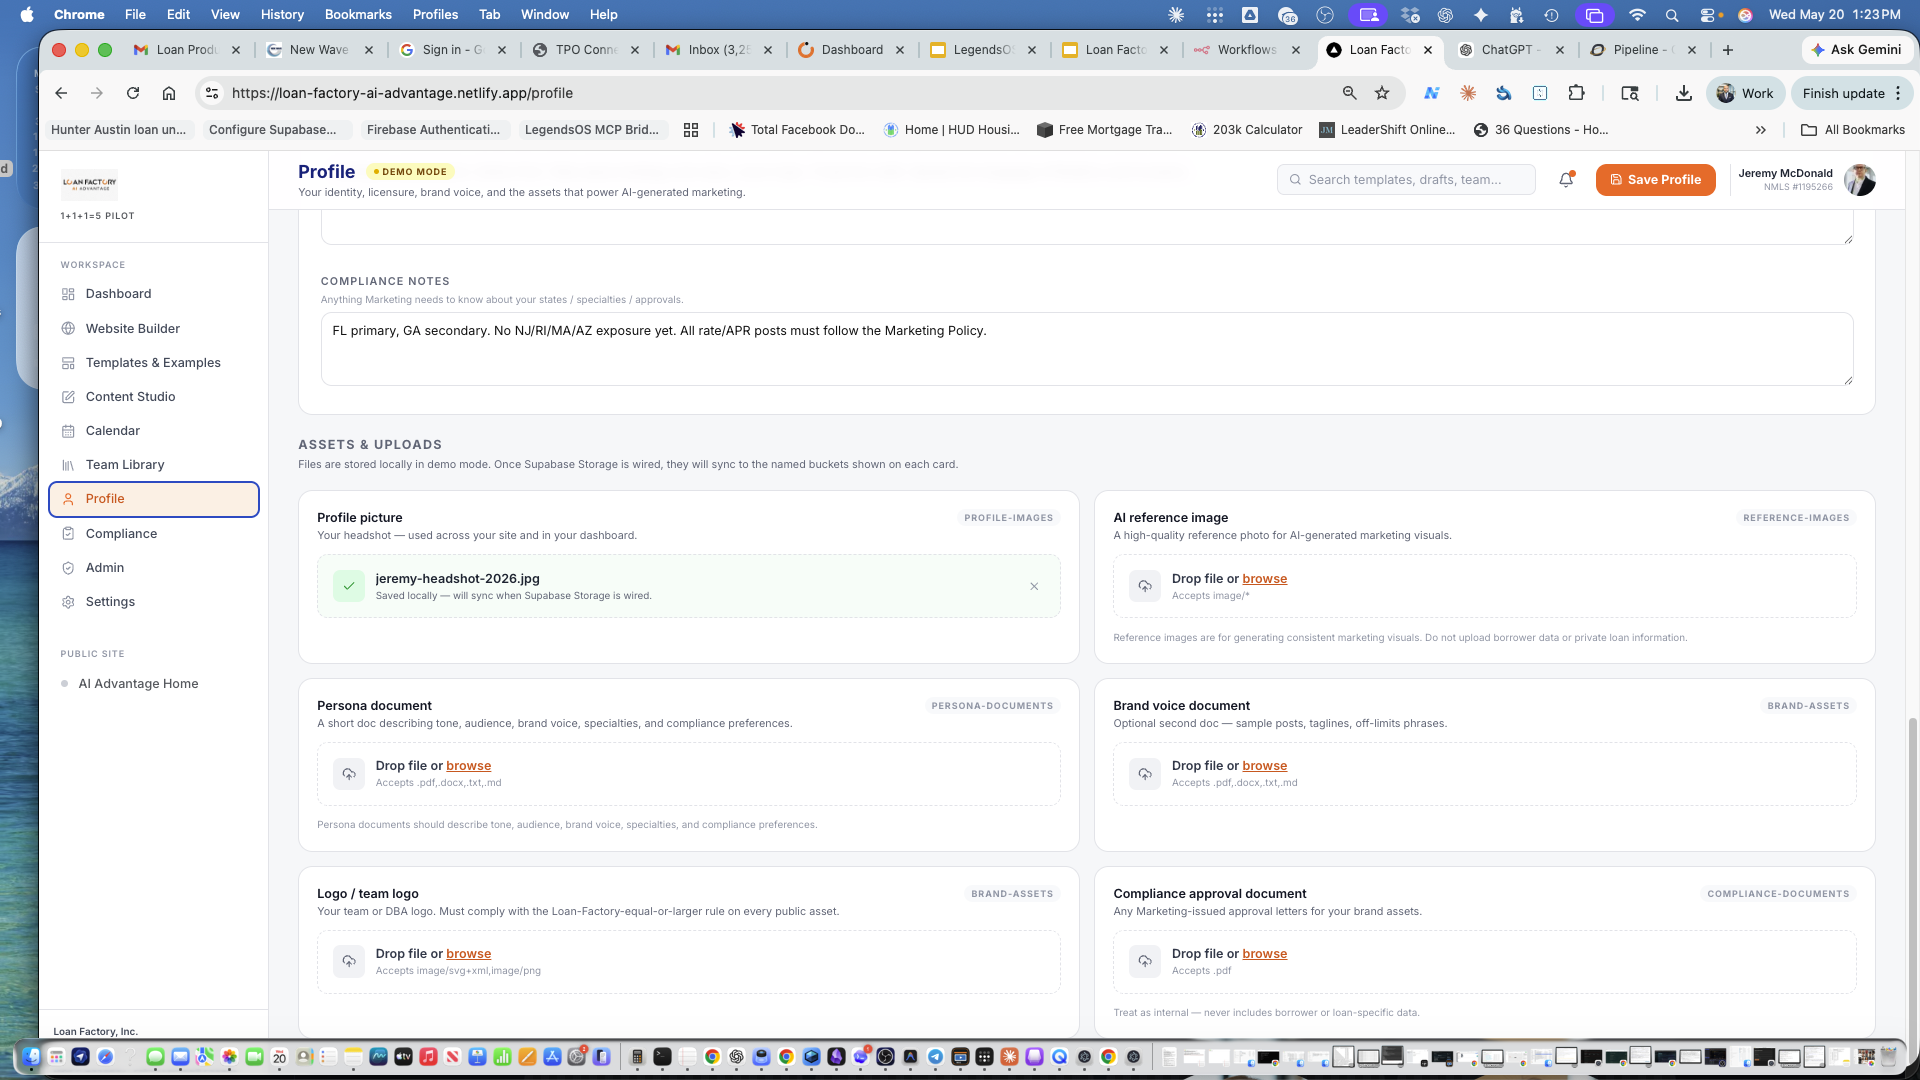 Chrome File Edit View History Bookmarks Profiles Tab Window Help
36
Wed May 20 1:23 PM
Loan Produ
New Wave
Sign in - G
TPO Conne
Inbox (3,28
Dashboard
LegendsOS
Loan Facto
Workflows
Loan Facto
ChatGPT -
Pipeline -
Ask Gemini
https://loan-factory-ai-advantage.netlify.app/profile
Work
Finish update
Hunter Austin loan un...
Configure Supabase...
Firebase Authenticati...
LegendsOS MCP Brid...
Total Facebook Do...
Home | HUD Housi...
Free Mortgage Tra...
203k Calculator
LeaderShift Online...
36 Questions - Ho...
All Bookmarks
LOAN FACTORY
AI ADVANTAGE
1+1+1=5 PILOT
WORKSPACE
Dashboard
Website Builder
Templates & Examples
Content Studio
Calendar
Team Library
Profile
Compliance
Admin
Settings
PUBLIC SITE
AI Advantage Home
Loan Factory, Inc.
Profile
DEMO MODE
Your identity, licensure, brand voice, and the assets that power AI-generated marketing.
Search templates, drafts, team...
Save Profile
Jeremy McDonald
NMLS #1195266
COMPLIANCE NOTES
Anything Marketing needs to know about your states / specialties / approvals.
FL primary, GA secondary. No NJ/RI/MA/AZ exposure yet. All rate/APR posts must follow the Marketing Policy.
ASSETS & UPLOADS
Files are stored locally in demo mode. Once Supabase Storage is wired, they will sync to the named buckets shown on each card.
Profile picture
PROFILE-IMAGES
Your headshot — used across your site and in your dashboard.
jeremy-headshot-2026.jpg
Saved locally — will sync when Supabase Storage is wired.
AI reference image
REFERENCE-IMAGES
A high-quality reference photo for AI-generated marketing visuals.
Drop file or browse
Accepts image/*
Reference images are for generating consistent marketing visuals. Do not upload borrower data or private loan information.
Persona document
PERSONA-DOCUMENTS
A short doc describing tone, audience, brand voice, specialties, and compliance preferences.
Drop file or browse
Accepts .pdf,.docx,.txt,.md
Persona documents should describe tone, audience, brand voice, specialties, and compliance preferences.
Brand voice document
BRAND-ASSETS
Optional second doc — sample posts, taglines, off-limits phrases.
Drop file or browse
Accepts .pdf,.docx,.txt,.md
Logo / team logo
BRAND-ASSETS
Your team or DBA logo. Must comply with the Loan-Factory-equal-or-larger rule on every public asset.
Drop file or browse
Accepts image/svg+xml,image/png
Compliance approval document
COMPLIANCE-DOCUMENTS
Any Marketing-issued approval letters for your brand assets.
Drop file or browse
Accepts .pdf
Treat as internal — never includes borrower or loan-specific data.
20